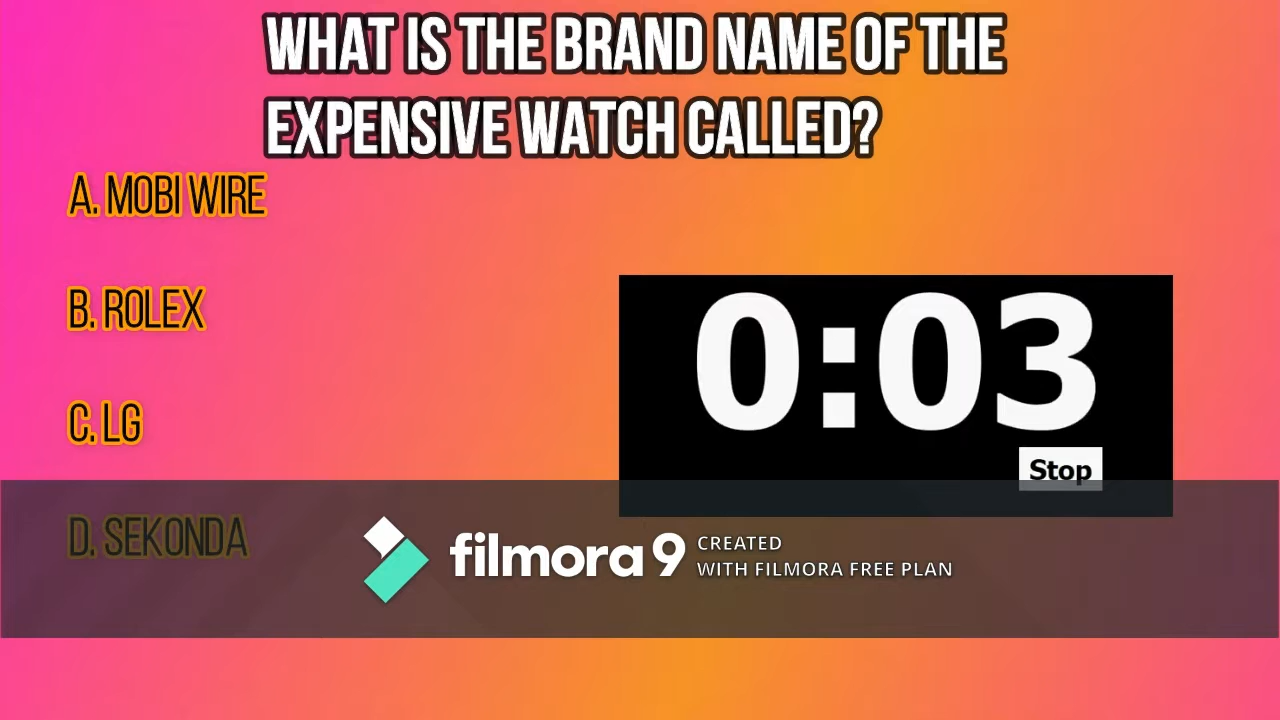 WHAT IS THE BRAND NAME OF THE
EXPENSIVE WATCH CALLED?
A. MOBI WIRE
B. ROLEX
C. LG
D. SEKONDA
0:03
Stop
filmora 9
CREATED
WITH FILMORA FREE PLAN